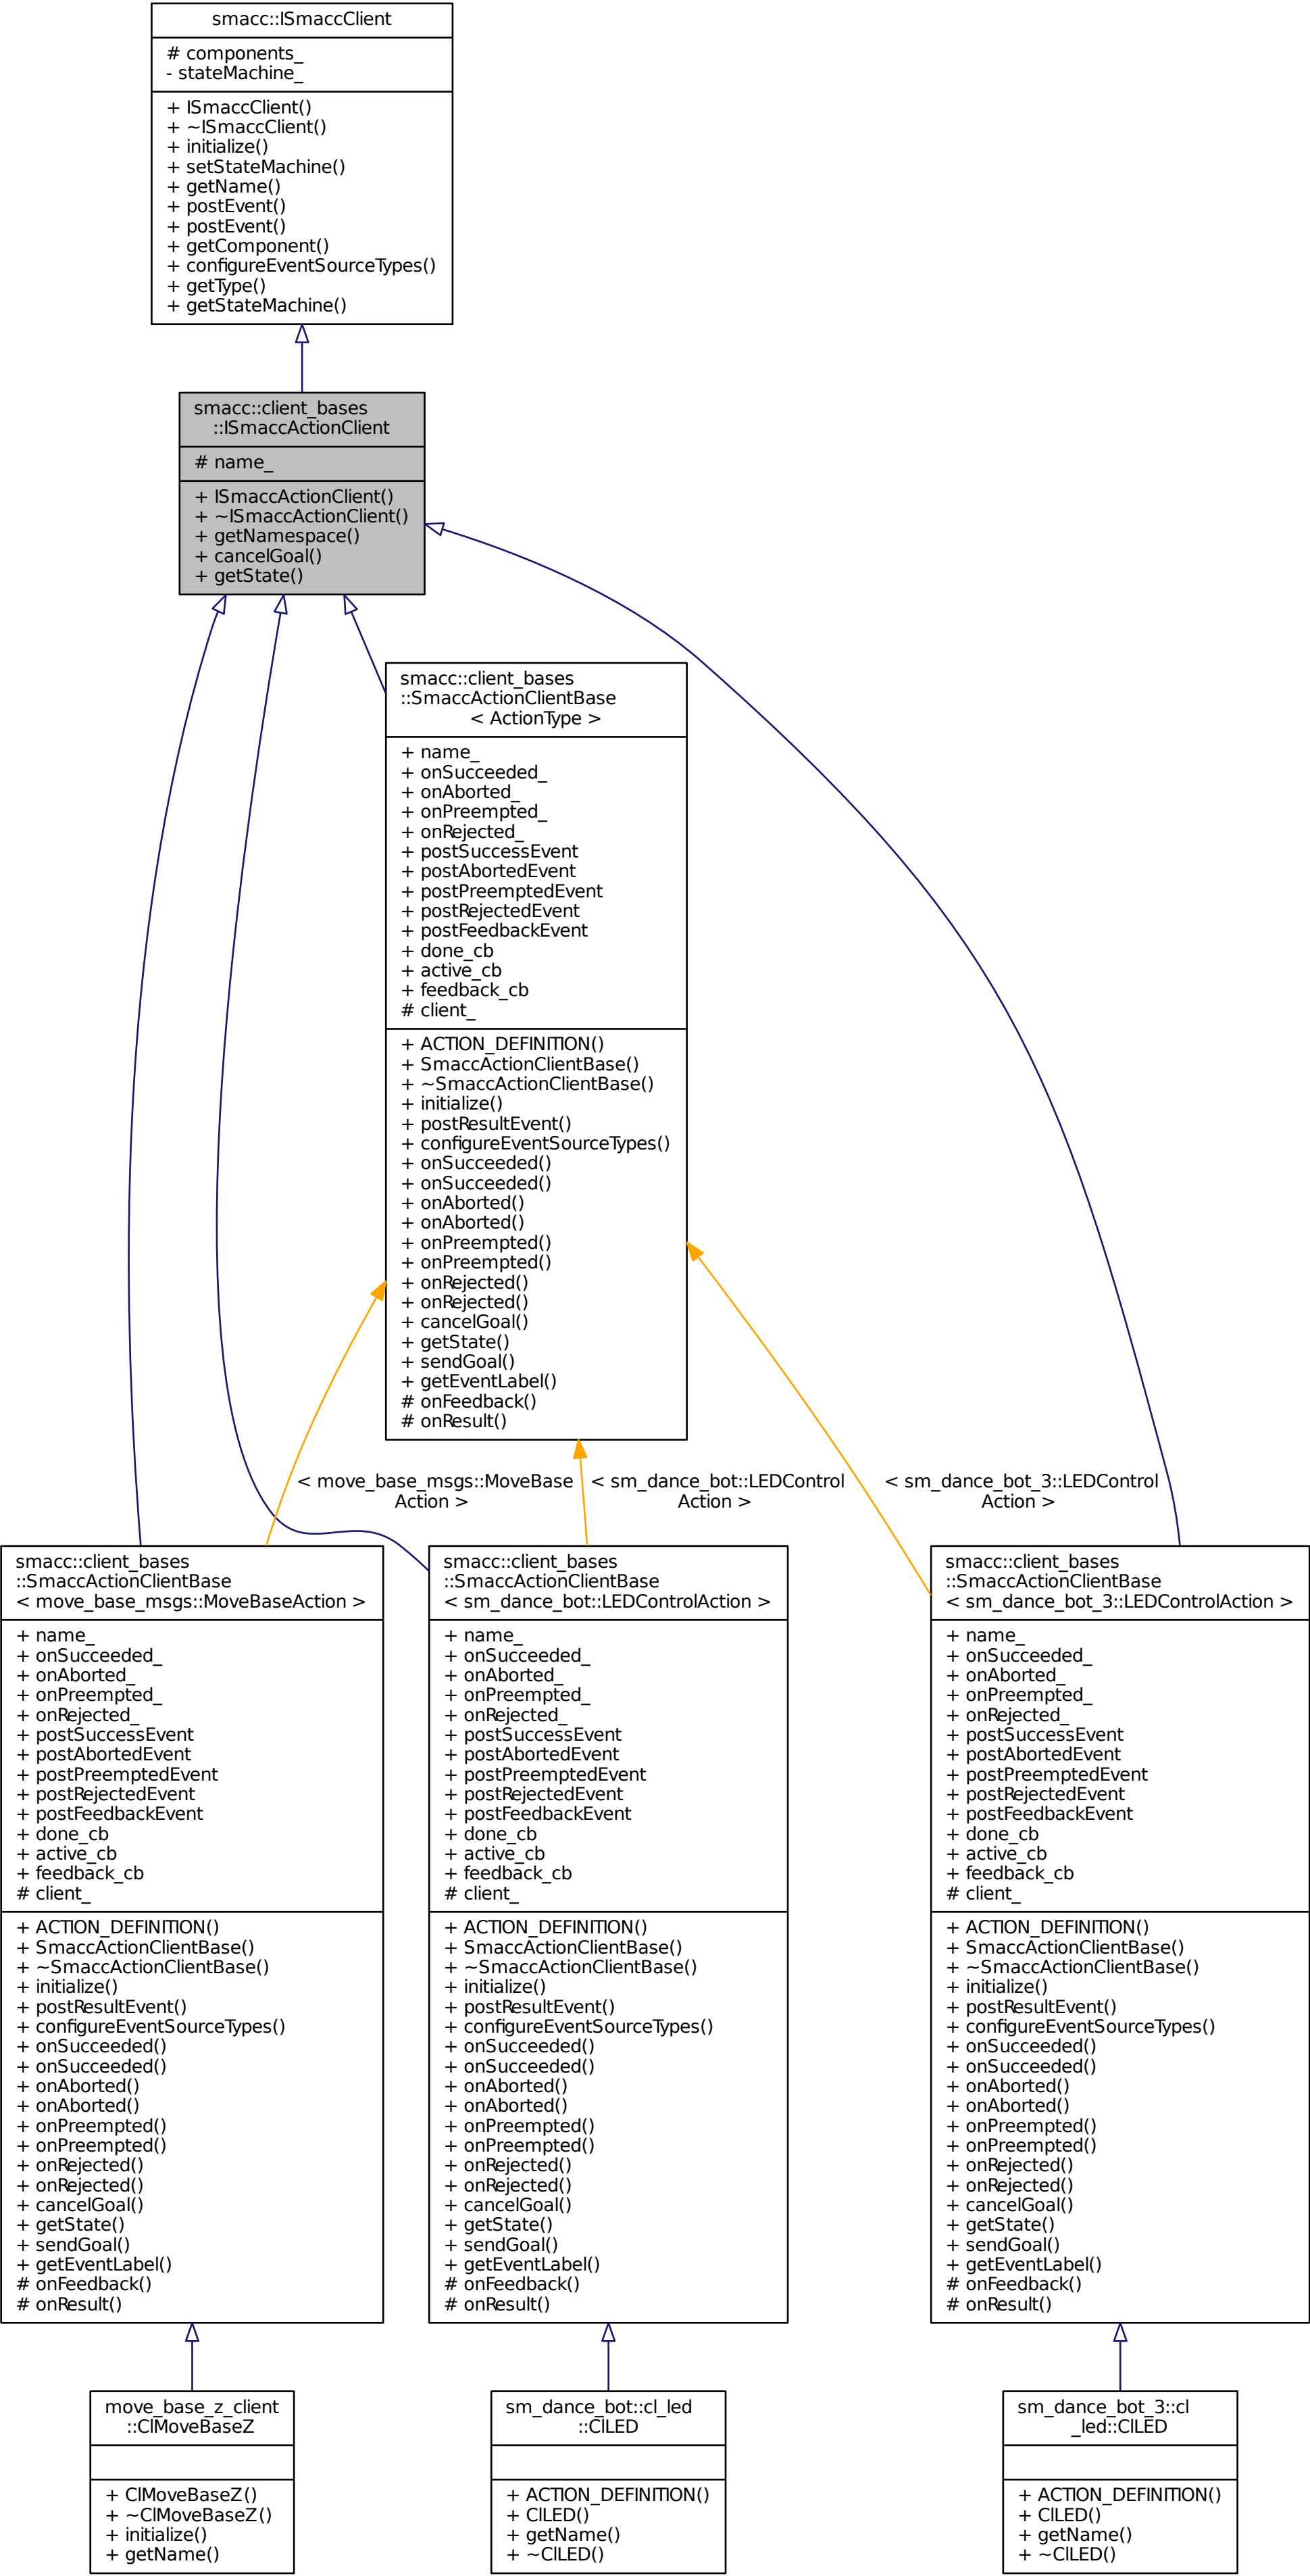 smacc::ISmaccClient
# components_
- stateMachine_
+ ISmaccClient()
+ ~ISmaccClient()
+ initialize()
+ setStateMachine()
+ getName()
+ postEvent()
+ postEvent()
+ getComponent()
+ configureEventSourceTypes()
+ getType()
+ getStateMachine()
smacc::client_bases
::ISmaccActionClient
# name_
+ ISmaccActionClient()
+ ~ISmaccActionClient()
+ getNamespace()
+ cancelGoal()
+ getState()
smacc::client_bases
::SmaccActionClientBase
< ActionType >
+ name_
+ onSucceeded_
+ onAborted_
+ onPreempted_
+ onRejected_
+ postSuccessEvent
+ postAbortedEvent
+ postPreemptedEvent
+ postRejectedEvent
+ postFeedbackEvent
+ done_cb
+ active_cb
+ feedback_cb
# client_
+ ACTION_DEFINITION()
+ SmaccActionClientBase()
+ ~SmaccActionClientBase()
+ initialize()
+ postResultEvent()
+ configureEventSourceTypes()
+ onSucceeded()
+ onSucceeded()
+ onAborted()
+ onAborted()
+ onPreempted()
+ onPreempted()
+ onRejected()
+ onRejected()
+ cancelGoal()
+ getState()
+ sendGoal()
+ getEventLabel()
# onFeedback()
# onResult()
< move_base_msgs::MoveBase
Action >
< sm_dance_bot::LEDControl
Action >
< sm_dance_bot_3::LEDControl
Action >
smacc::client_bases
::SmaccActionClientBase
< move_base_msgs::MoveBaseAction >
+ name_
+ onSucceeded_
+ onAborted_
+ onPreempted_
+ onRejected_
+ postSuccessEvent
+ postAbortedEvent
+ postPreemptedEvent
+ postRejectedEvent
+ postFeedbackEvent
+ done_cb
+ active_cb
+ feedback_cb
# client_
+ ACTION_DEFINITION()
+ SmaccActionClientBase()
+ ~SmaccActionClientBase()
+ initialize()
+ postResultEvent()
+ configureEventSourceTypes()
+ onSucceeded()
+ onSucceeded()
+ onAborted()
+ onAborted()
+ onPreempted()
+ onPreempted()
+ onRejected()
+ onRejected()
+ cancelGoal()
+ getState()
+ sendGoal()
+ getEventLabel()
# onFeedback()
# onResult()
smacc::client_bases
::SmaccActionClientBase
< sm_dance_bot::LEDControlAction >
+ name_
+ onSucceeded_
+ onAborted_
+ onPreempted_
+ onRejected_
+ postSuccessEvent
+ postAbortedEvent
+ postPreemptedEvent
+ postRejectedEvent
+ postFeedbackEvent
+ done_cb
+ active_cb
+ feedback_cb
# client_
+ ACTION_DEFINITION()
+ SmaccActionClientBase()
+ ~SmaccActionClientBase()
+ initialize()
+ postResultEvent()
+ configureEventSourceTypes()
+ onSucceeded()
+ onSucceeded()
+ onAborted()
+ onAborted()
+ onPreempted()
+ onPreempted()
+ onRejected()
+ onRejected()
+ cancelGoal()
+ getState()
+ sendGoal()
+ getEventLabel()
# onFeedback()
# onResult()
smacc::client_bases
::SmaccActionClientBase
< sm_dance_bot_3::LEDControlAction >
+ name_
+ onSucceeded_
+ onAborted_
+ onPreempted_
+ onRejected_
+ postSuccessEvent
+ postAbortedEvent
+ postPreemptedEvent
+ postRejectedEvent
+ postFeedbackEvent
+ done_cb
+ active_cb
+ feedback_cb
# client_
+ ACTION_DEFINITION()
+ SmaccActionClientBase()
+ ~SmaccActionClientBase()
+ initialize()
+ postResultEvent()
+ configureEventSourceTypes()
+ onSucceeded()
+ onSucceeded()
+ onAborted()
+ onAborted()
+ onPreempted()
+ onPreempted()
+ onRejected()
+ onRejected()
+ cancelGoal()
+ getState()
+ sendGoal()
+ getEventLabel()
# onFeedback()
# onResult()
move_base_z_client
::ClMoveBaseZ
+ ClMoveBaseZ()
+ ~ClMoveBaseZ()
+ initialize()
+ getName()
sm_dance_bot::cl_led
::ClLED
+ ACTION_DEFINITION()
+ ClLED()
+ getName()
+ ~ClLED()
sm_dance_bot_3::cl
_led::ClLED
+ ACTION_DEFINITION()
+ ClLED()
+ getName()
+ ~ClLED()